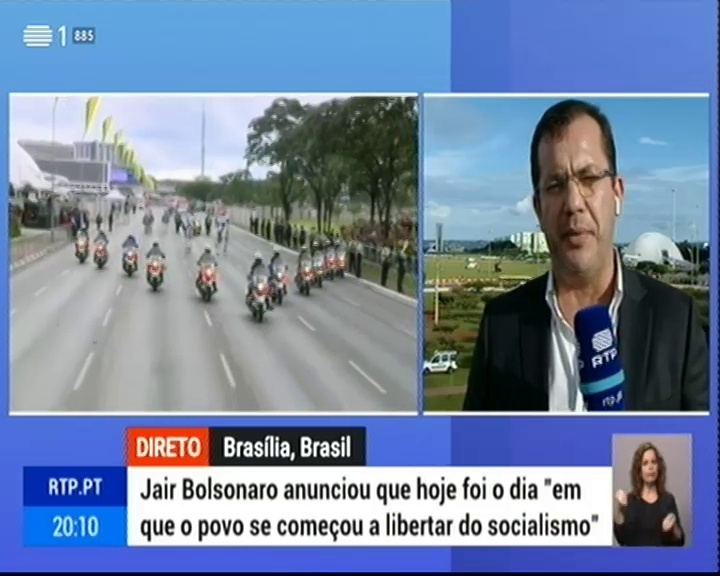 1 885
RTP
rtp.pt
DIRETO Brasília, Brasil
RTP.PT
20:10
Jair Bolsonaro anunciou que hoje foi o dia "em
que o povo se começou a libertar do socialismo"